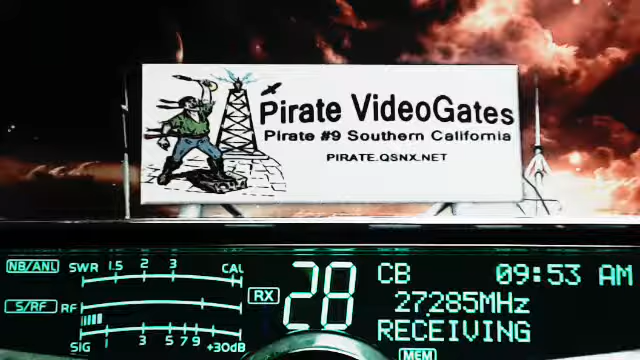 Pirate VideoGates
Pirate #9 Southern California
PIRATE.QSNX.NET
NB/ANL SWR 1.5 2 3 CAL
28 CB 09:53 AM
S/RF RF RX 27285MHz
RECEIVING
SIG 1 3 5 7 9 +30dB
MEM